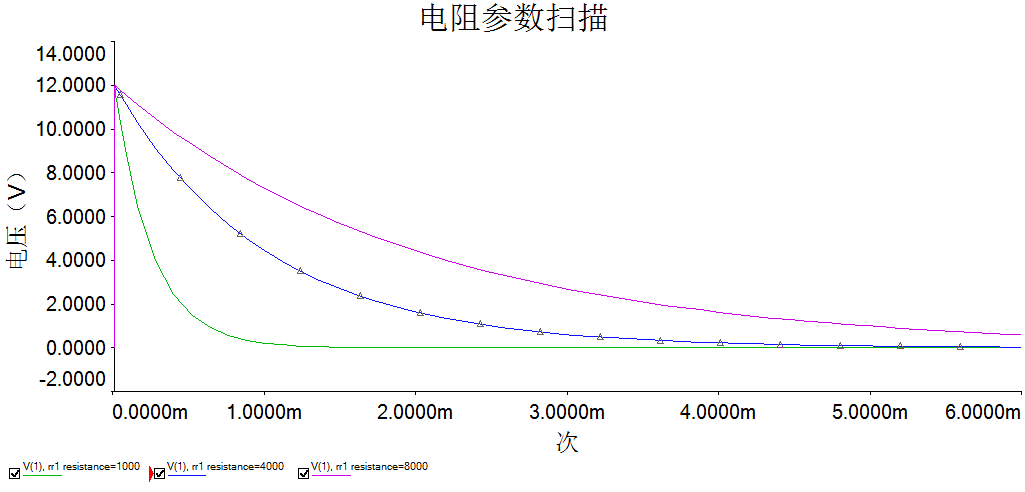 电阻参数扫描
14.0000
12.0000
10.0000
8.0000
6.0000
4.0000
2.0000
0.0000
-2.0000
电压（V）
0.0000m 1.0000m 2.0000m 3.0000m 4.0000m 5.0000m 6.0000m
次
V(1), rr1 resistance=1000 V(1), rr1 resistance=4000 V(1), rr1 resistance=8000